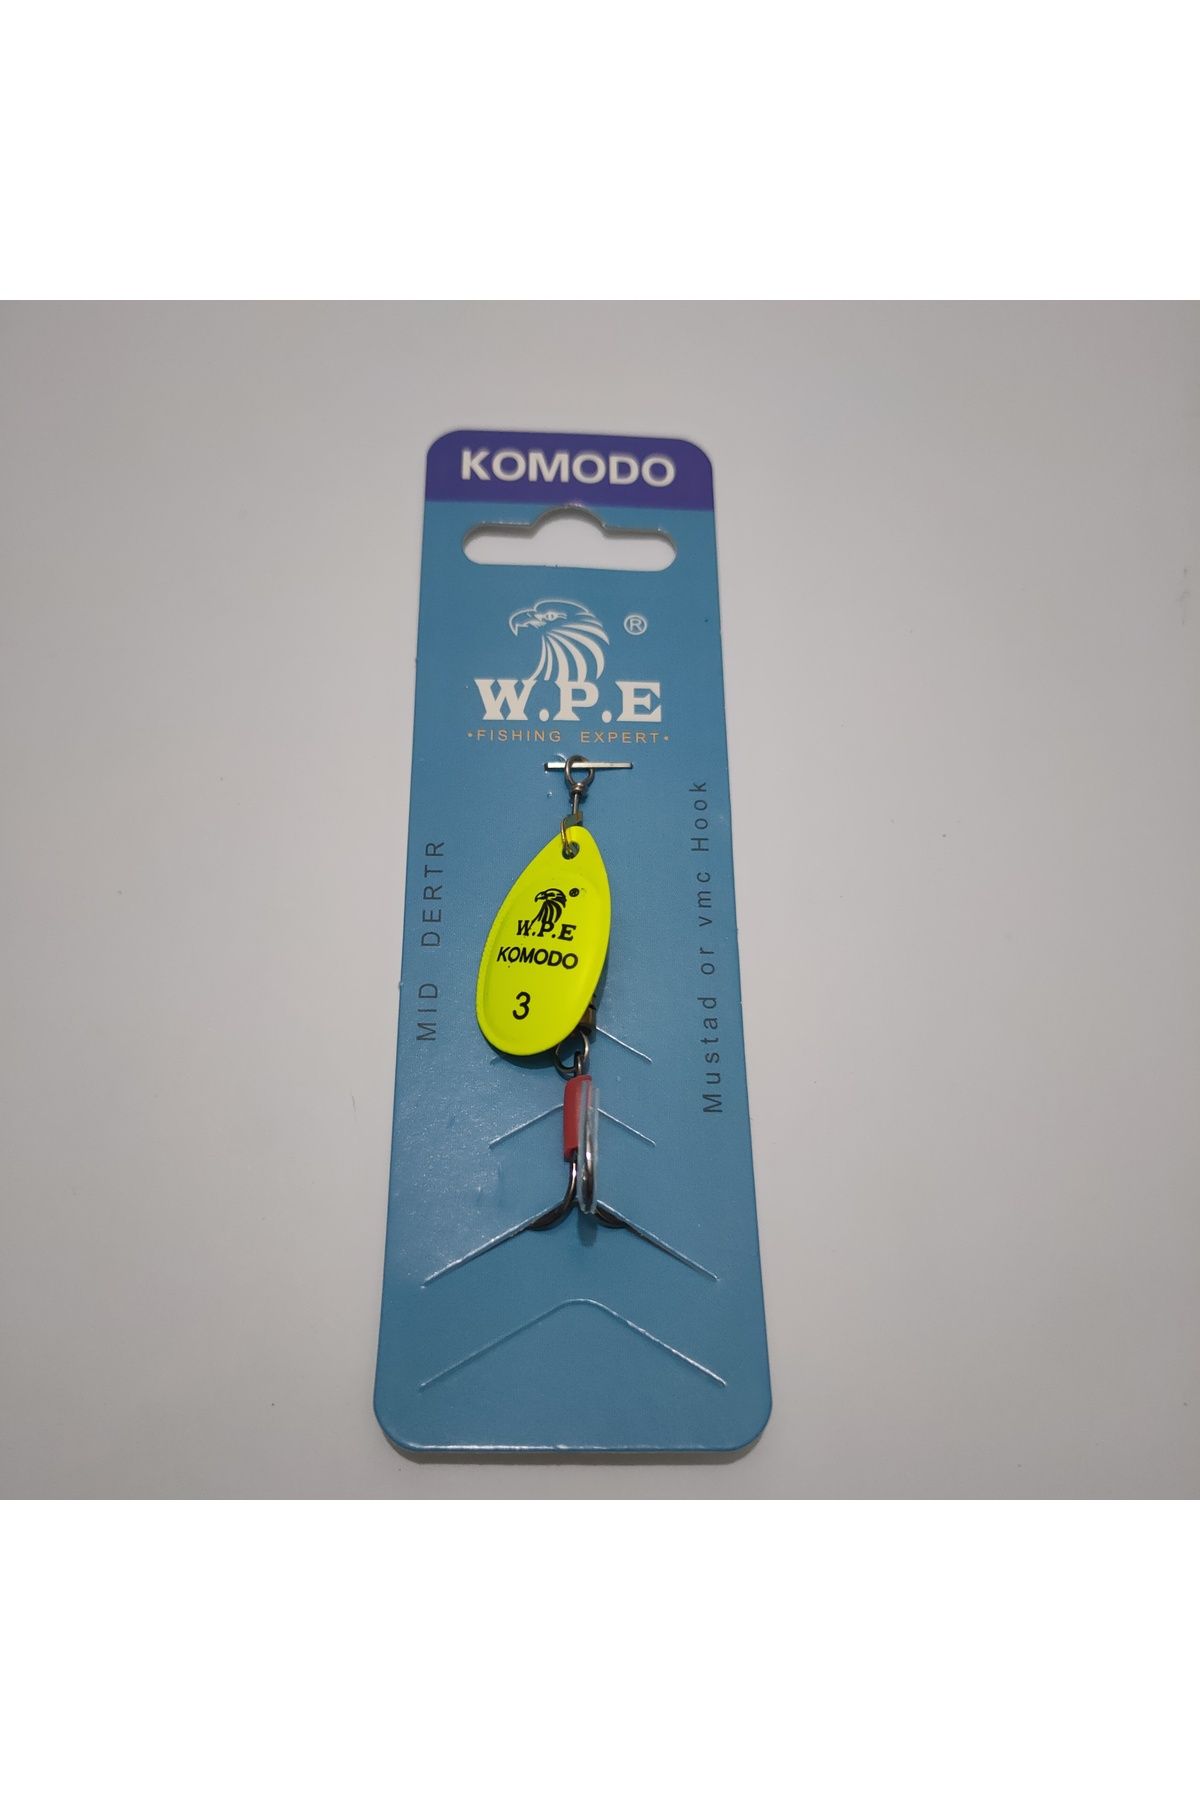 KOMODO
®
W.P.E
•FISHING EXPERT•
MID DERTR
Mustad or vmc Hook
®
W.P.E
KOMODO
3